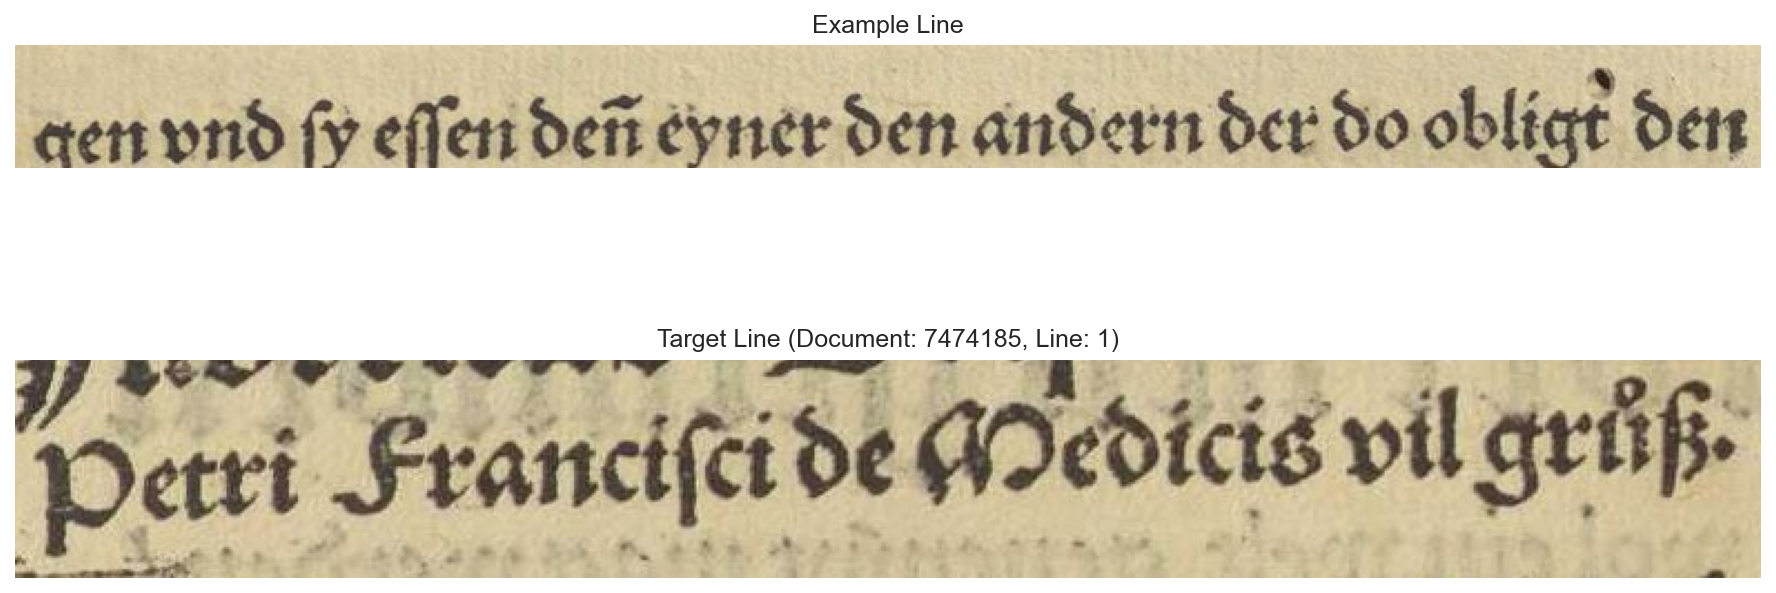 Example Line
gen vnd ſy eſſen deñ eyner den andern der do obligt den
Target Line (Document: 7474185, Line: 1)
Petri Franciſci de Medicis vil grůß.